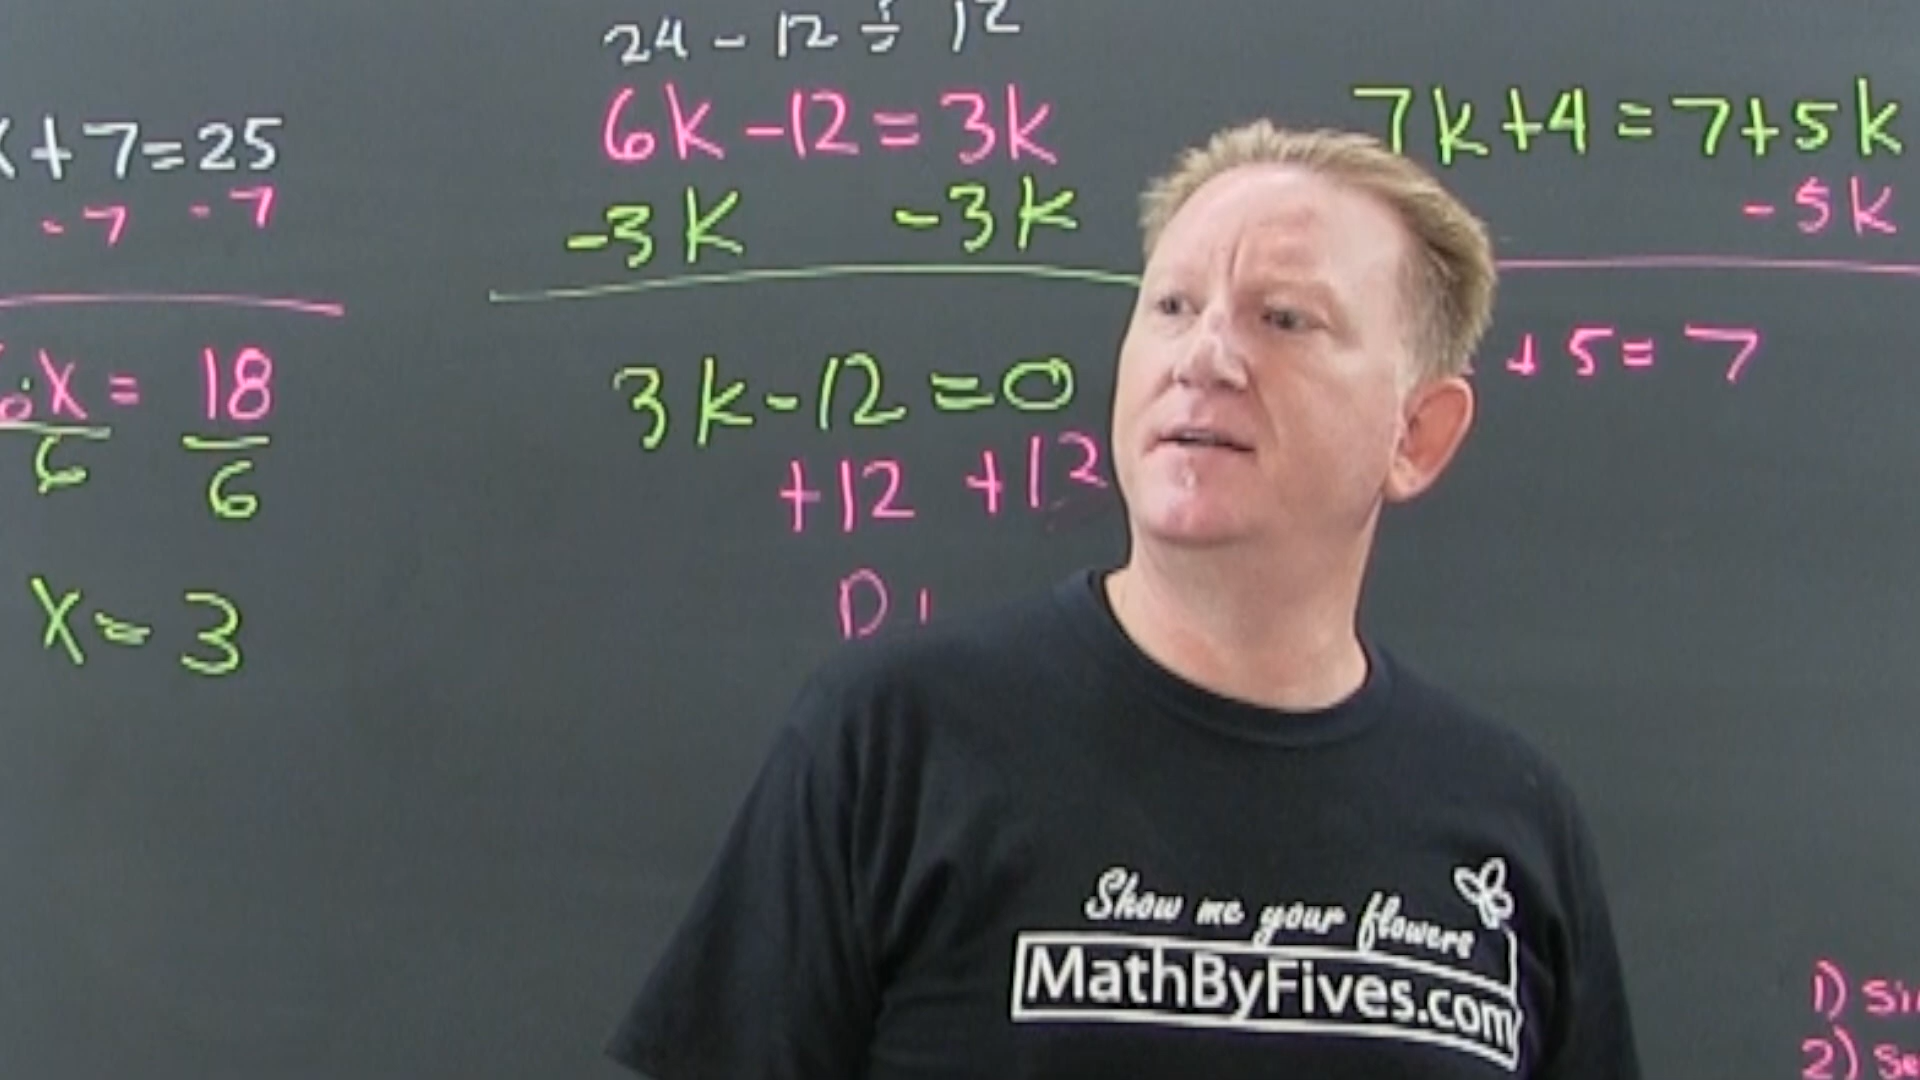 x+7=25
-7 -7
6x = 18
6 6
x = 3
24 - 12 ÷ 12
6k-12=3k
-3k -3k
3k-12=0
+12 +12
7k+4=7+5k
-5k
+5=7
Show me your flowers
MathByFives.com
1)
2)